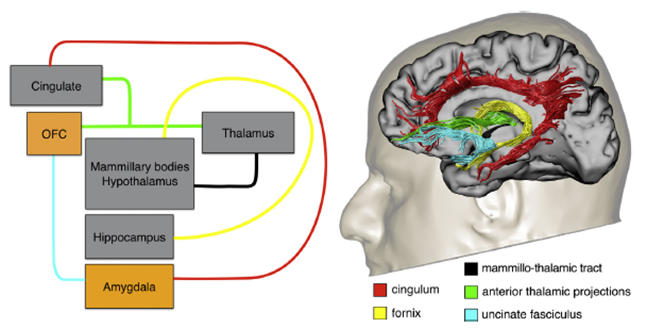 Cingulate
OFC
Thalamus
Mammillary bodies
Hypothalamus
Hippocampus
Amygdala
mammillo-thalamic tract
cingulum
anterior thalamic projections
fornix
uncinate fasciculus